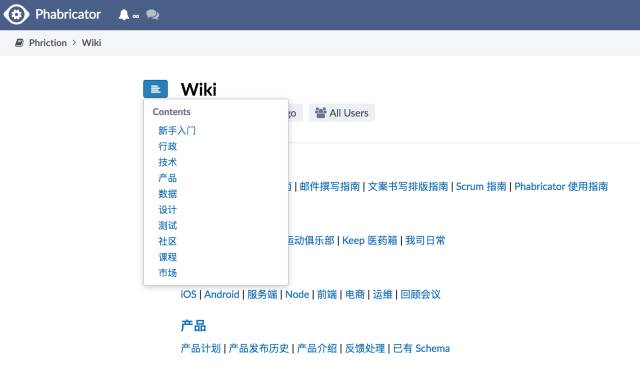 Phabricator ∞
Phriction > Wiki
Wiki
All Users
Contents
新手入门
行政
技术
产品
数据
设计
测试
社区
课程
市场
| 邮件撰写指南 | 文案书写排版指南 | Scrum 指南 | Phabricator 使用指南
运动俱乐部 | Keep 医药箱 | 我司日常
iOS | Android | 服务端 | Node | 前端 | 电商 | 运维 | 回顾会议
产品
产品计划 | 产品发布历史 | 产品介绍 | 反馈处理 | 已有 Schema